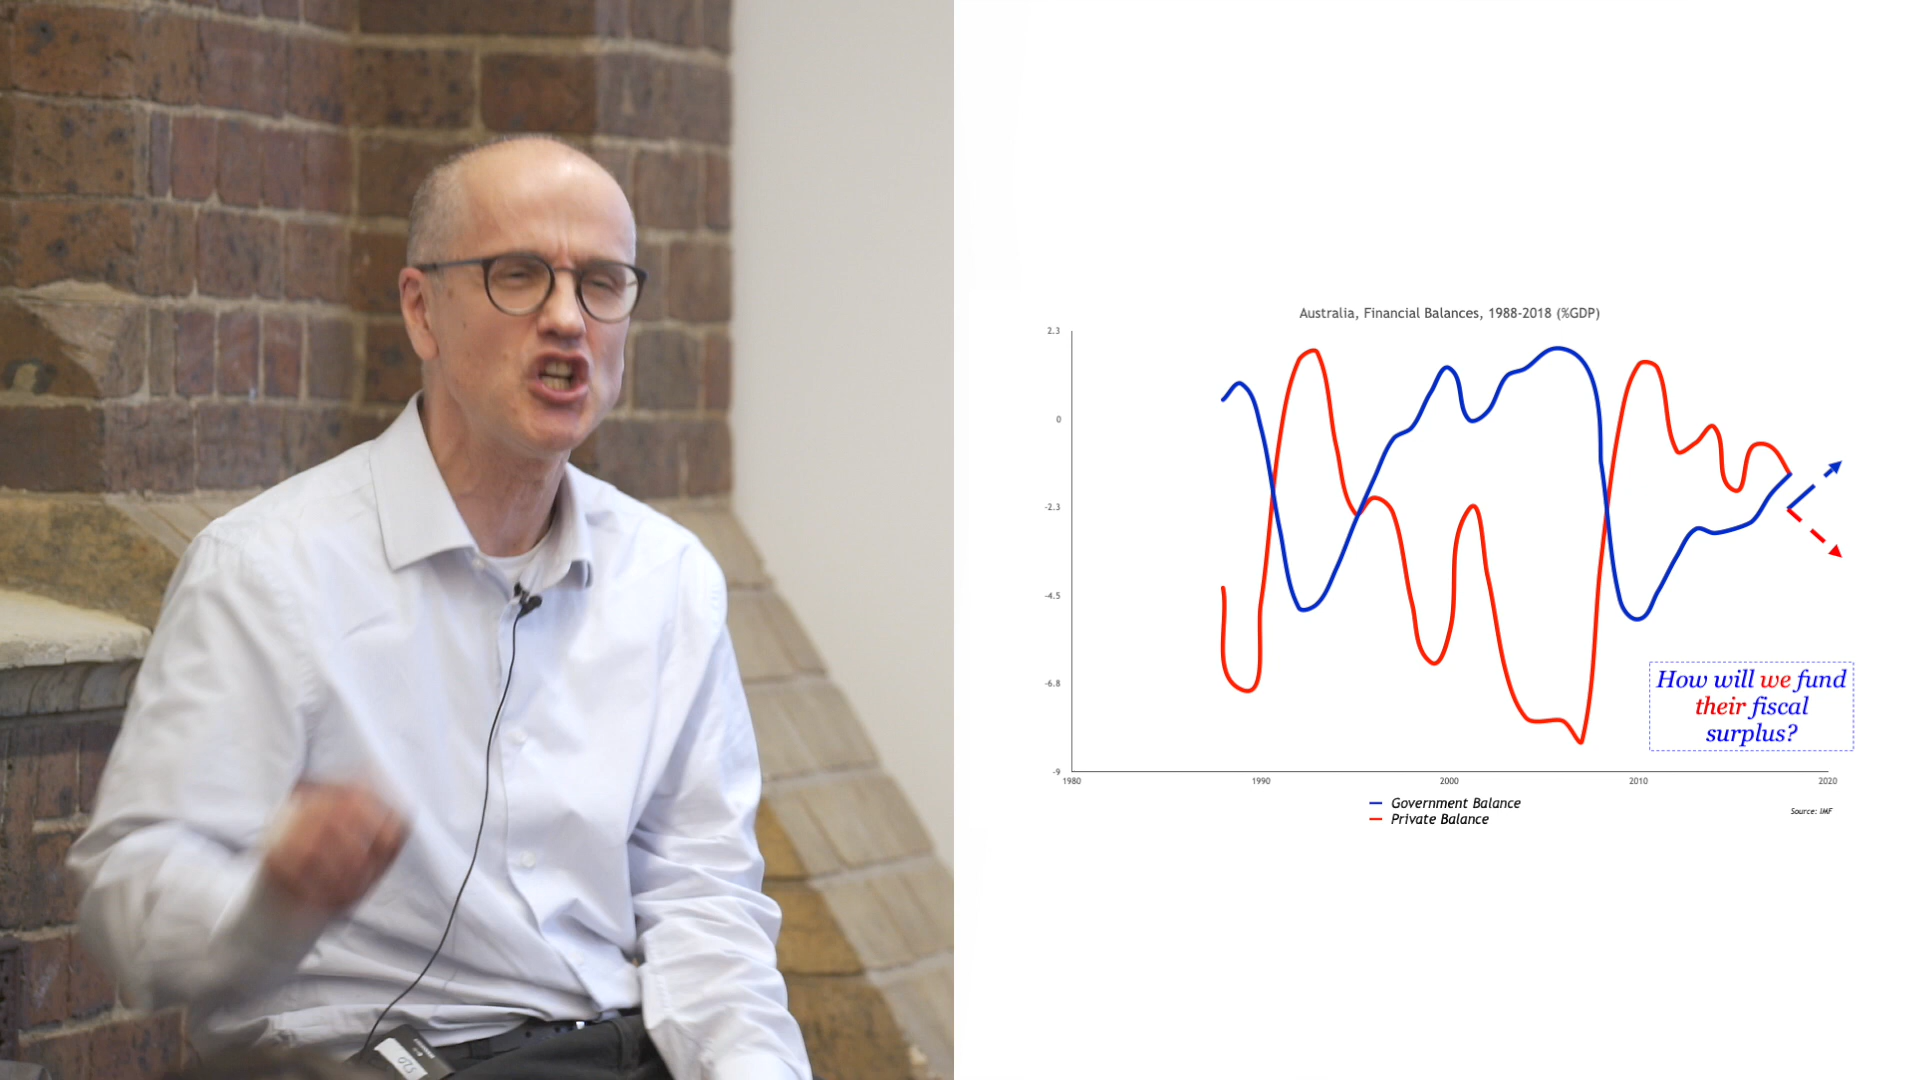 Australia, Financial Balances, 1988-2018 (%GDP)
2.3
0
-2.3
-4.5
-6.8
-9
1980
1990
2000
2010
2020
How will we fund
their fiscal
surplus?
Government Balance
Private Balance
Source: IMF